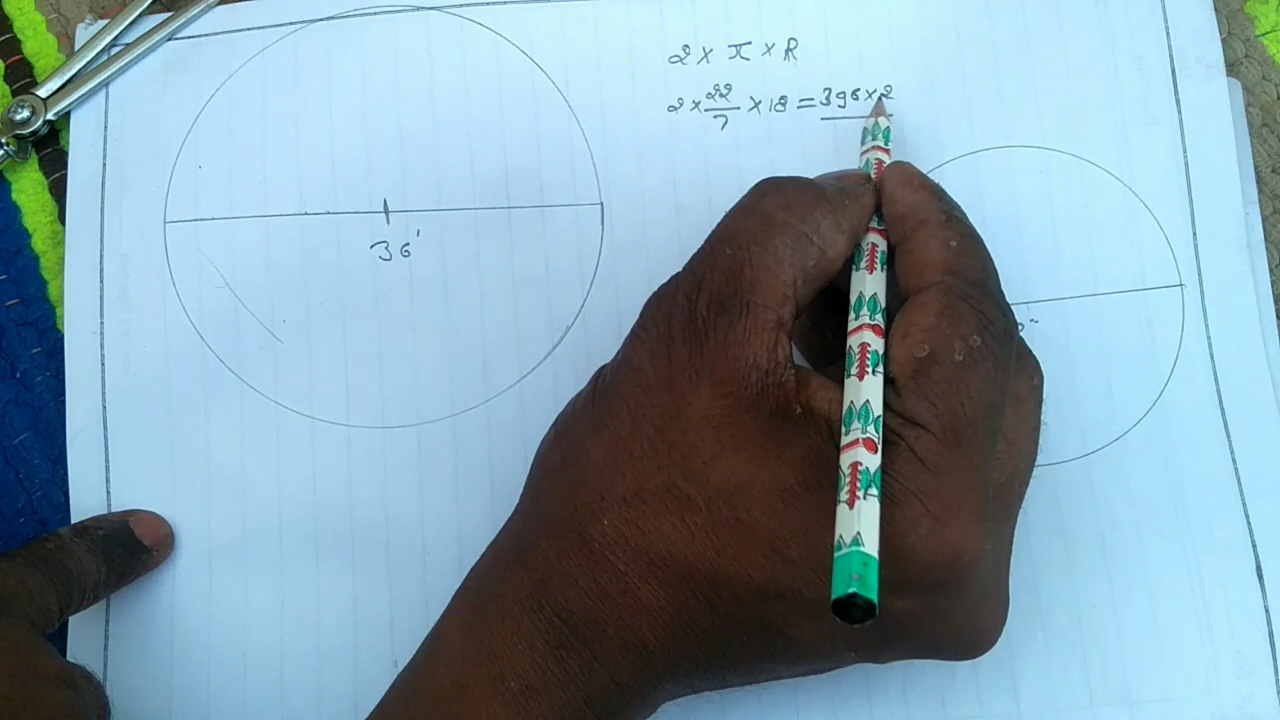 2 × π × R
2 × 22/7 × 18 = 396 × 2
36'